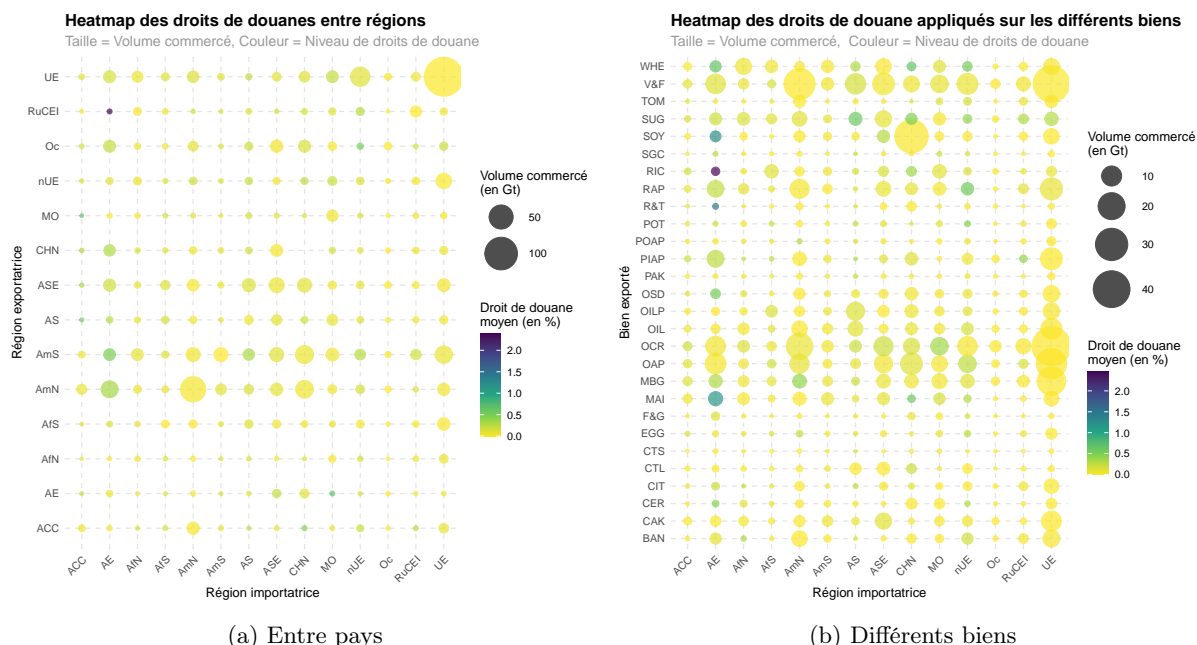 Heatmap des droits de douanes entre régions
Taille = Volume commercé, Couleur = Niveau de droits de douane
Région exportatrice
UE
RuCEI
Oc
nUE
MO
CHN
ASE
AS
AmS
AmN
AfS
AfN
AE
ACC
ACC AE AfN AfS AmN AmS AS ASE CHN MO nUE Oc RuCEI UE
Région importatrice
Volume commercé
(en Gt)
50
100
Droit de douane
moyen (en %)
2.0
1.5
1.0
0.5
0.0
(a) Entre pays
Heatmap des droits de douane appliqués sur les différents biens
Taille = Volume commercé, Couleur = Niveau de droits de douane
Bien exporté
WHE
V&F
TOM
SUG
SOY
SGC
RIC
RAP
R&T
POT
POAP
PIAP
PAK
OSD
OILP
OIL
OCR
OAP
MBG
MAI
F&G
EGG
CTS
CTL
CIT
CER
CAK
BAN
ACC AE AfN AfS AmN AmS AS ASE CHN MO nUE Oc RuCEI UE
Région importatrice
Volume commercé
(en Gt)
10
20
30
40
Droit de douane
moyen (en %)
2.0
1.5
1.0
0.5
0.0
(b) Différents biens